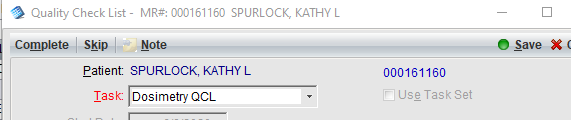 Quality Check List - MR#: 000161160 SPURLOCK, KATHY L
Complete Skip Note Save
Patient: SPURLOCK, KATHY L 000161160
Task: Dosimetry QCL Use Task Set